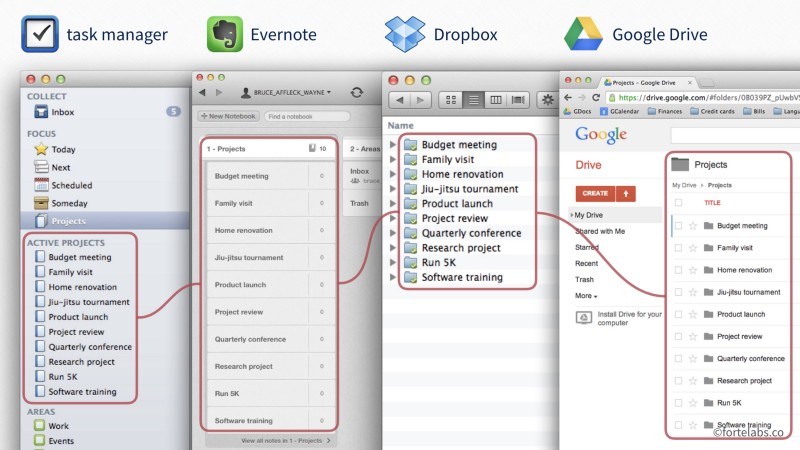 task manager
Evernote
Dropbox
Google Drive
COLLECT
Inbox
5
FOCUS
Today
Next
Scheduled
Someday
Projects
ACTIVE PROJECTS
Budget meeting
Family visit
Home renovation
Jiu-jitsu tournament
Product launch
Project review
Quarterly conference
Research project
Run 5K
Software training
AREAS
Work
Events
BRUCE_AFFLECK_WAYNE
+ New Notebook
Find a notebook
1 - Projects
10
2 - Areas
Inbox
bruce
Trash
Budget meeting 0
Family visit 0
Home renovation 0
Jiu-jitsu tournament 0
Product launch 0
Project review 0
Quarterly conference 0
Research project 0
Run 5K 0
Software training 0
View all notes in 1 - Projects
Name
Budget meeting
Family visit
Home renovation
Jiu-jitsu tournament
Product launch
Project review
Quarterly conference
Research project
Run 5K
Software training
Projects – Google Drive
https://drive.google.com/#folders/0B039PZ_pUwbV
GDocs
GCalendar
Finances
Credit cards
Bills
Langu
Google
Drive
CREATE
My Drive
Shared with Me
Starred
Recent
Trash
More
Install Drive for your
computer
Projects
My Drive › Projects
TITLE
Budget meeting
Family visit
Home renovation
Jiu-jitsu tournament
Product launch
Project review
Quarterly conference
Research project
Run 5K
Software training
©fortelabs.co